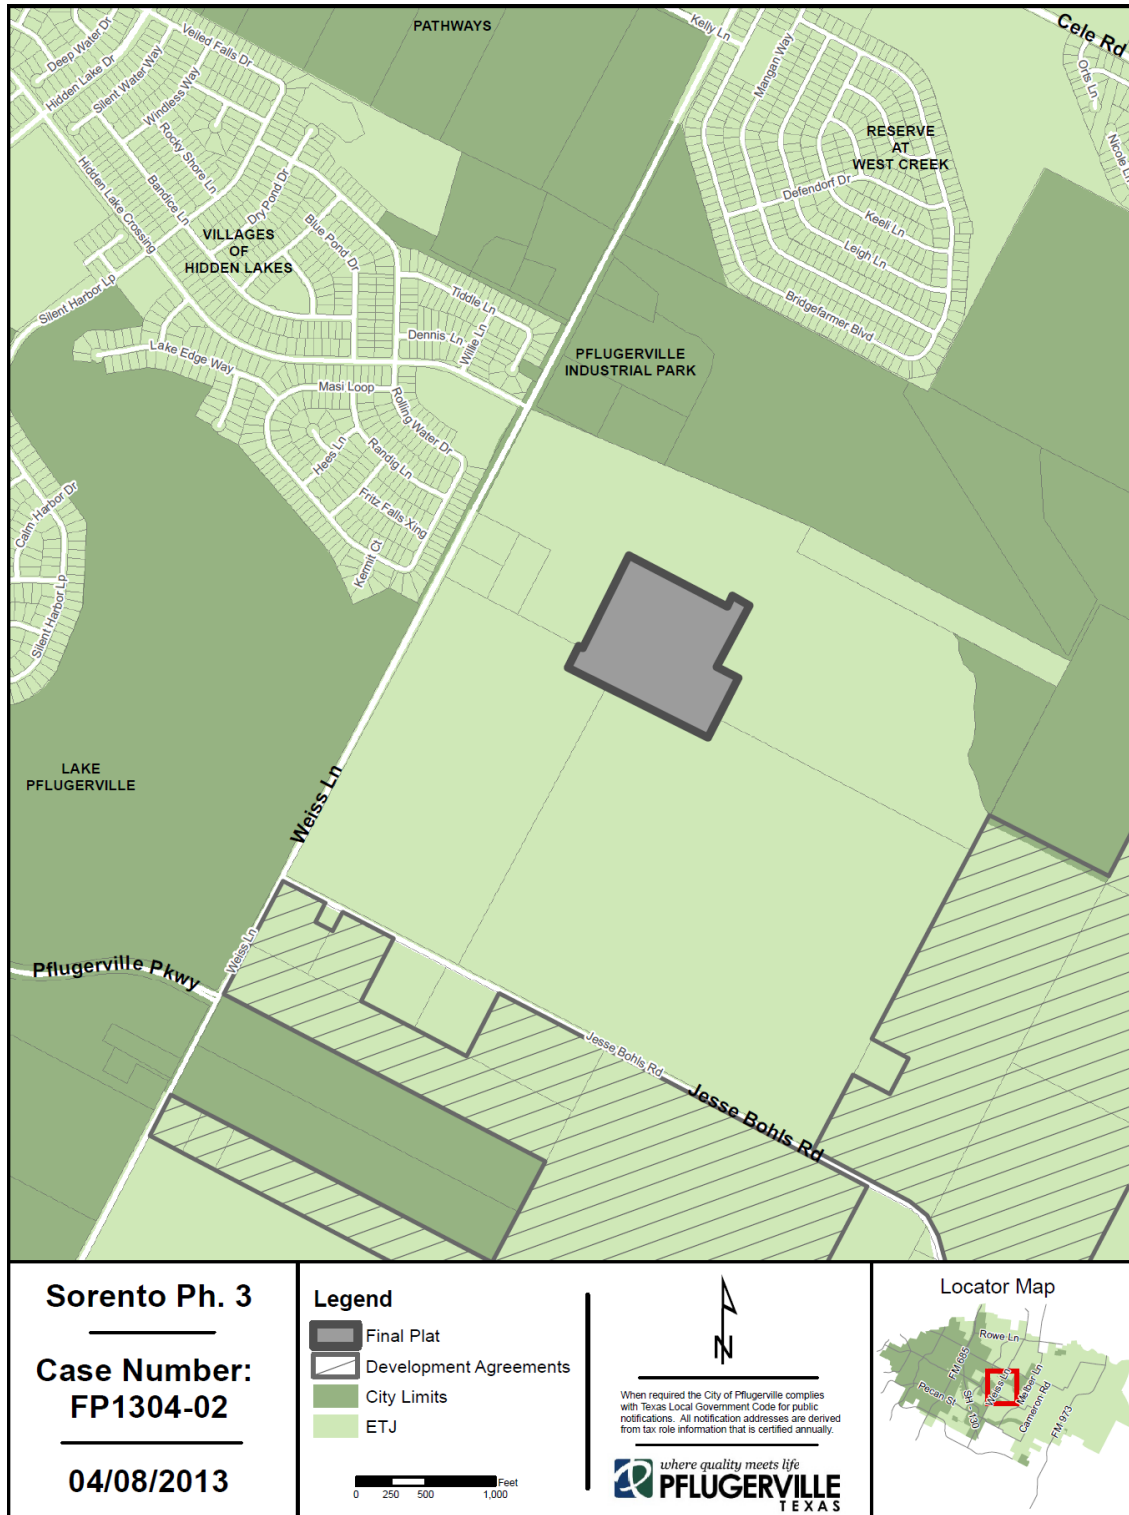 PATHWAYS
Kelly Ln
Cele Rd
Deep Water Dr
Veiled Falls Dr
Hidden Lake Dr
Silent Water Way
Windless Way
Mangan Way
Orts Ln
RESERVE
AT
WEST CREEK
Nicole Ln
Rocky Shore Ln
Hidden Lake Crossing
Bandice Ln
Dry Pond Dr
Blue Pond Dr
Defendorf Dr
Keeli Ln
Leigh Ln
VILLAGES
OF
HIDDEN LAKES
Silent Harbor Lp
Tiddle Ln
Bridgefarmer Blvd
Dennis Ln
Willie Ln
Lake Edge Way
PFLUGERVILLE
INDUSTRIAL PARK
Masi Loop
Rolling Water Dr
Hees Ln
Randig Ln
Fritz Falls Xing
Calm Harbor Dr
Kermit Ct
Silent Harbor Lp
LAKE
PFLUGERVILLE
Weiss Ln
Weiss Ln
Pflugerville Pkwy
Jesse Bohls Rd
Jesse Bohls Rd
Sorento Ph. 3
Case Number:
FP1304-02
04/08/2013
Legend
Final Plat
Development Agreements
City Limits
ETJ
Feet
0 250 500 1,000
N
When required the City of Pflugerville complies
with Texas Local Government Code for public
notifications. All notification addresses are derived
from tax role information that is certified annually.
where quality meets life
PFLUGERVILLE
TEXAS
Locator Map
Rowe Ln
FM 685
Weiss Ln
Melber Ln
Pecan St
SH - 130
Cameron Rd
FM 973